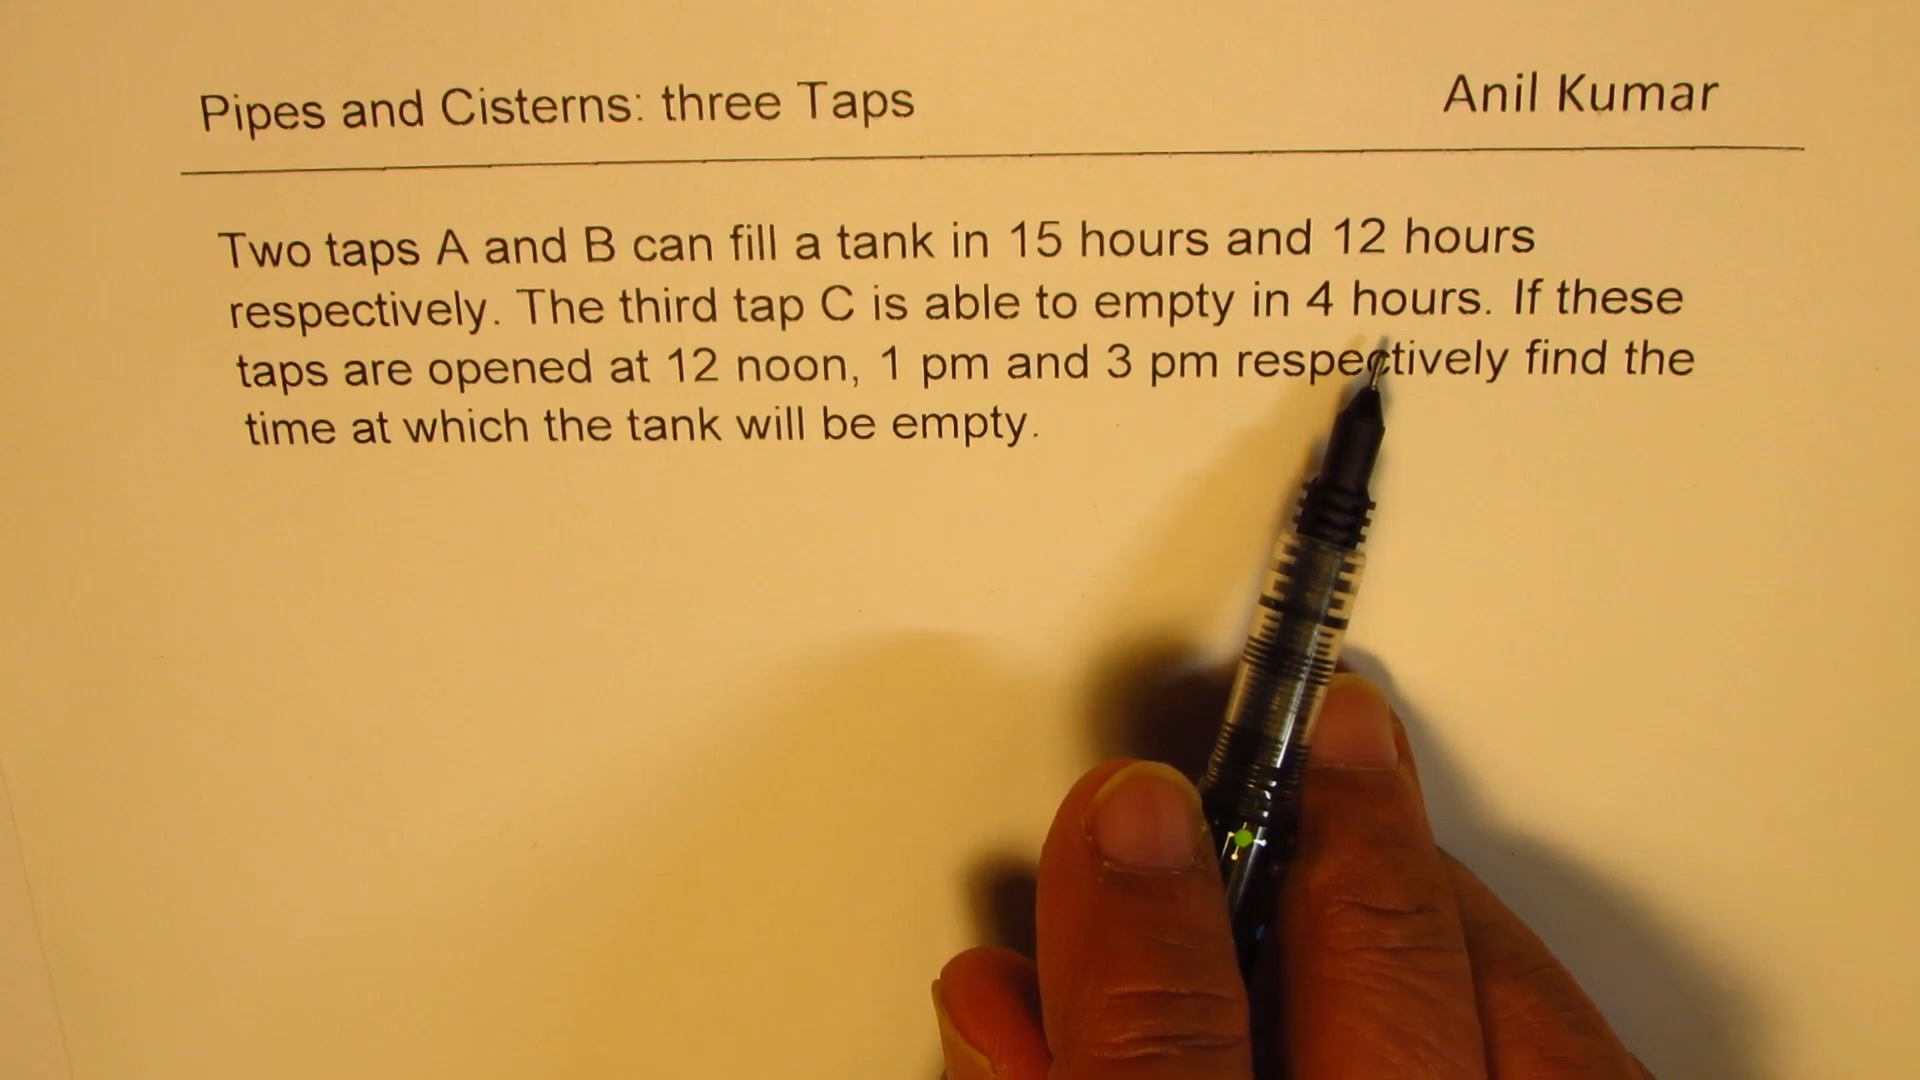 Pipes and Cisterns: three Taps
Anil Kumar
Two taps A and B can fill a tank in 15 hours and 12 hours
respectively. The third tap C is able to empty in 4 hours. If these
taps are opened at 12 noon, 1 pm and 3 pm respectively find the
time at which the tank will be empty.